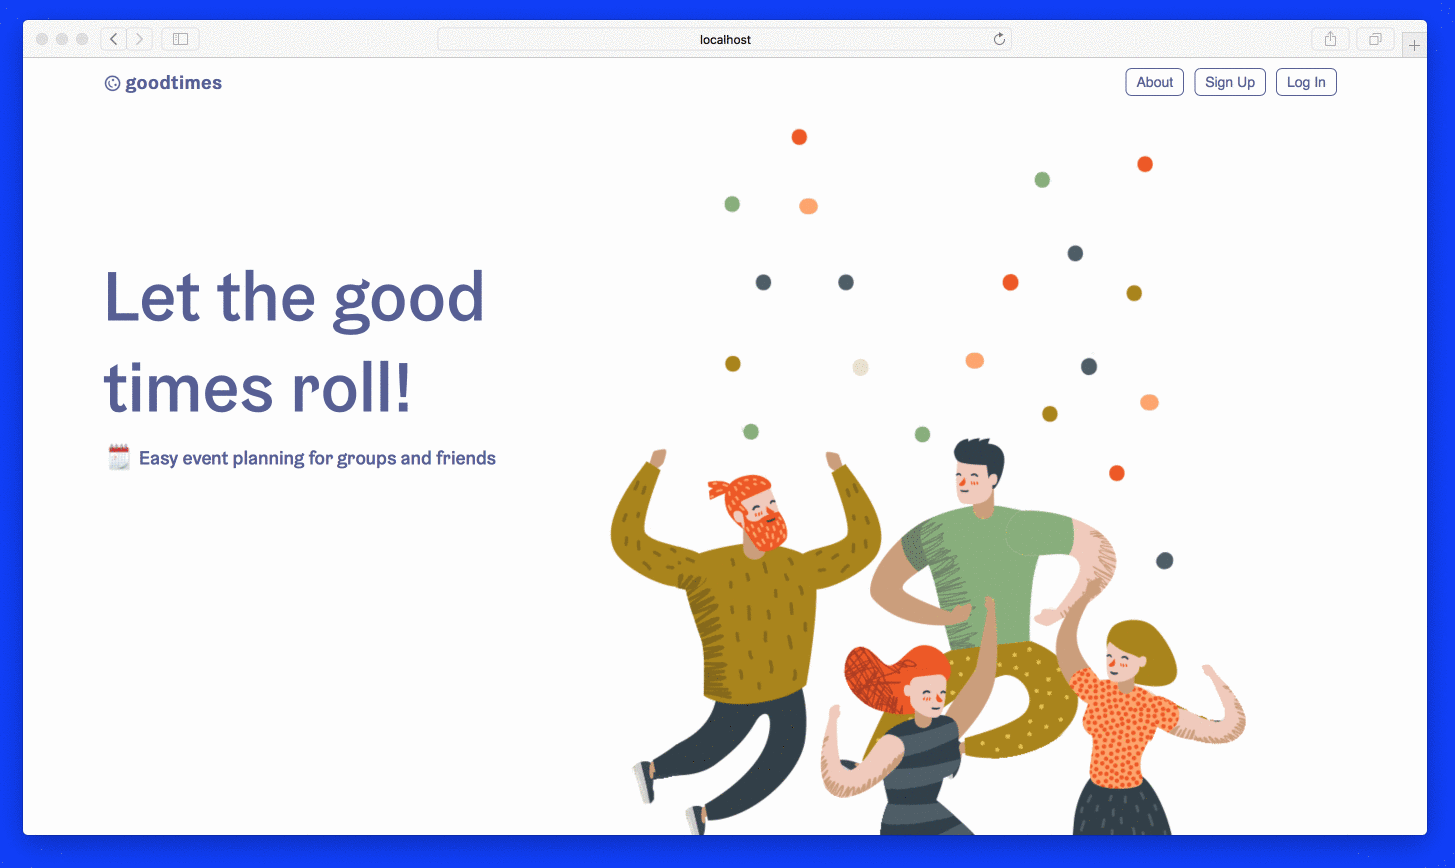 localhost
goodtimes
About
Sign Up
Log In
Let the good
times roll!
Easy event planning for groups and friends